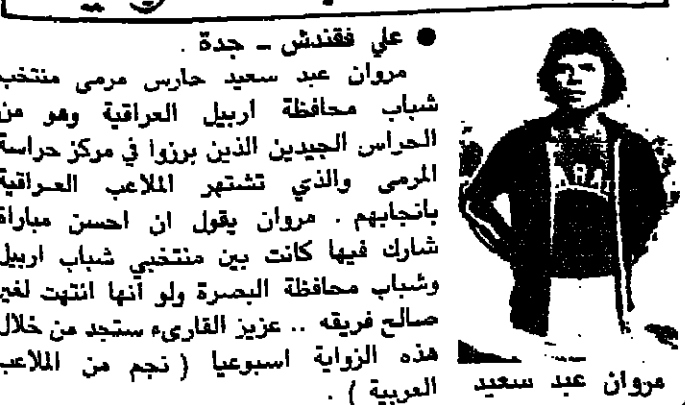 ● علي فقندش ــ جدة .
مروان عبد سعيد حارس مرمى منتخب
شباب محافظة اربيل العراقية وهو من
الحراس الجيدين الذين برزوا في مركز حراسة
المرمى والذي تشتهر الملاعب العراقية
بانجابهم . مروان يقول ان احسن مباراة
شارك فيها كانت بين منتخبي شباب اربيل
وشباب محافظة البصرة ولو أنها انتهت لغير
صالح فريقه .. عزيز القارىء ستجد من خلال
هذه الزواية اسبوعيا ( نجم من الملاعب
العربية ) .
مروان عبد سعيد